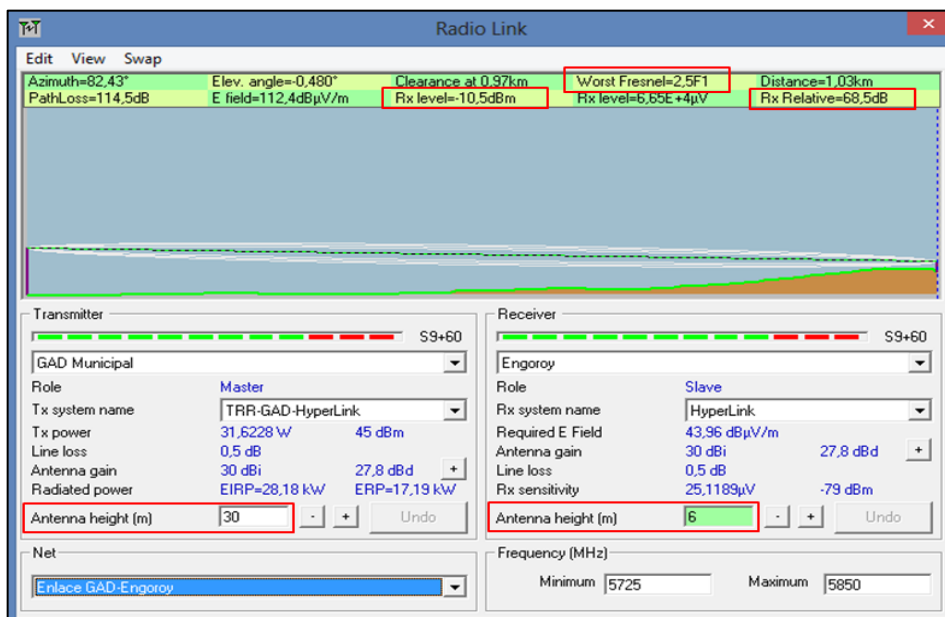 Radio Link
Edit View Swap
Azimuth=82,43° Elev. angle=-0,480° Clearance at 0,97km Worst Fresnel=2,5F1 Distance=1,03km
PathLoss=114,5dB E field=112,4dBµV/m Rx level=-10,5dBm Rx level=6,65E+4µV Rx Relative=68,5dB
Transmitter
S9+60
GAD Municipal
Role Master
Tx system name TRR-GAD-HyperLink
Tx power 31,6228 W 45 dBm
Line loss 0,5 dB
Antenna gain 30 dBi 27,8 dBd +
Radiated power EIRP=28,18 kW ERP=17,19 kW
Antenna height (m) 30 - + Undo
Net
Enlace GAD-Engoroy
Receiver
S9+60
Engoroy
Role Slave
Rx system name HyperLink
Required E Field 43,96 dBµV/m
Antenna gain 30 dBi 27,8 dBd +
Line loss 0,5 dB
Rx sensitivity 25,1189µV -79 dBm
Antenna height (m) 6 - + Undo
Frequency (MHz)
Minimum 5725 Maximum 5850